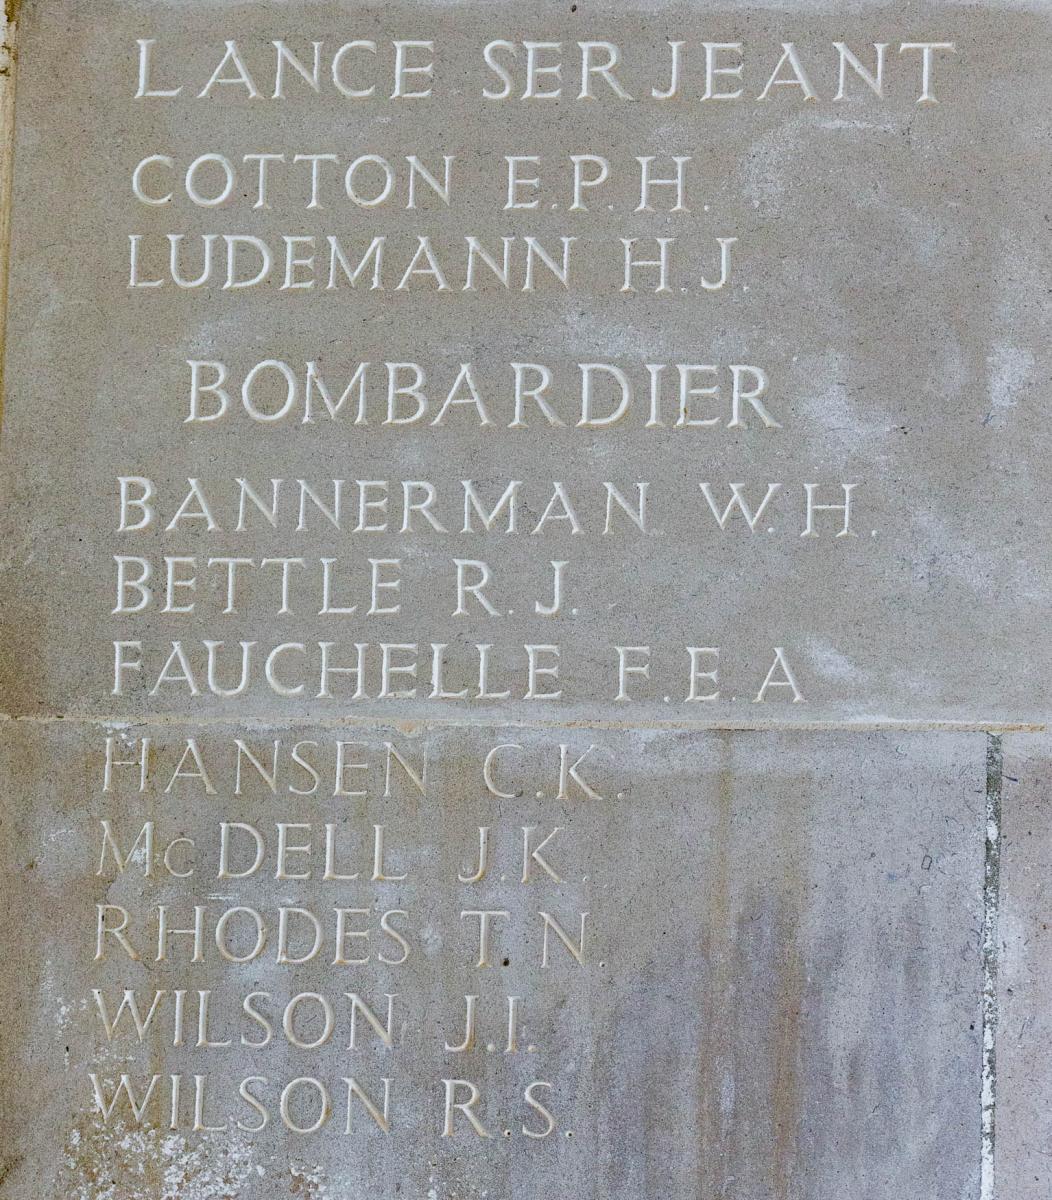 LANCE SERJEANT
COTTON E.P.H.
LUDEMANN H.J.
BOMBARDIER
BANNERMAN W.H.
BETTLE R.J.
FAUCHELLE F.E.A
HANSEN C.K.
McDELL J.K.
RHODES T.N.
WILSON J.I.
WILSON R.S.